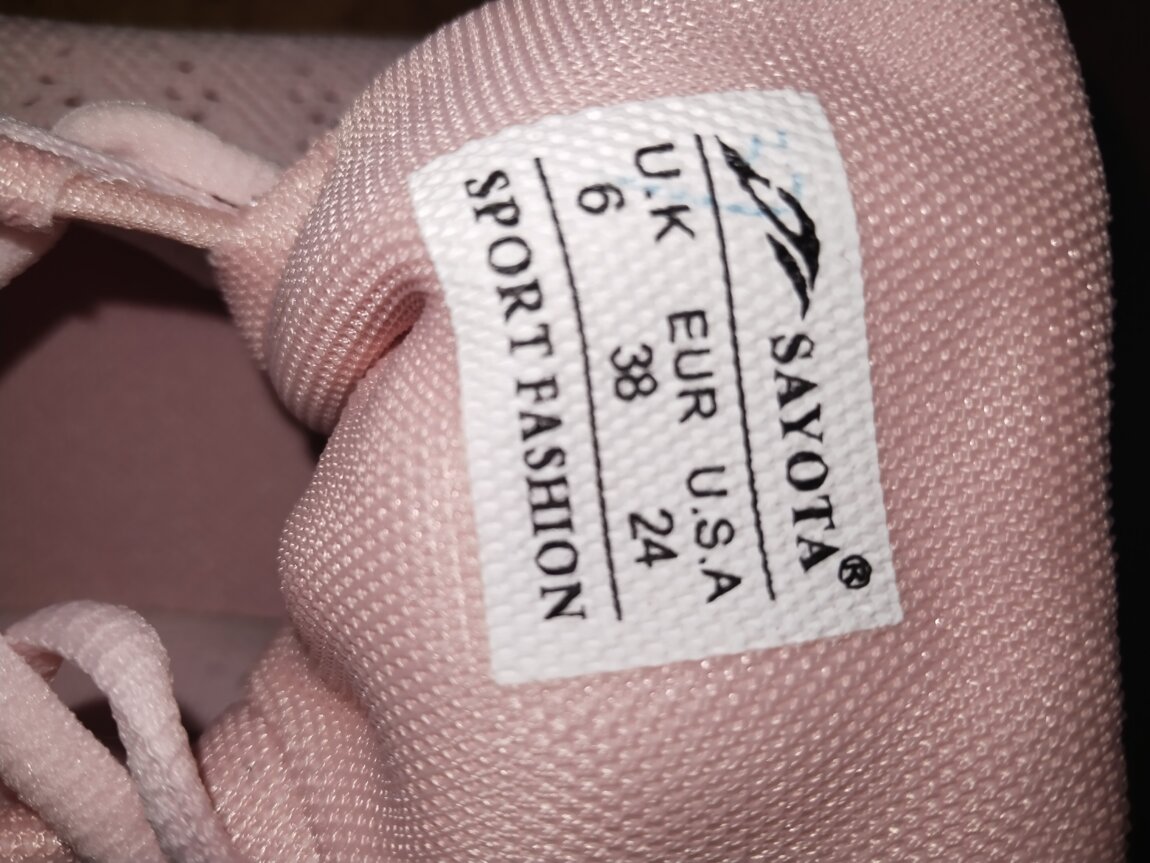 SAYOTA®
U.K EUR U.S.A
6 38 24
SPORT FASHION